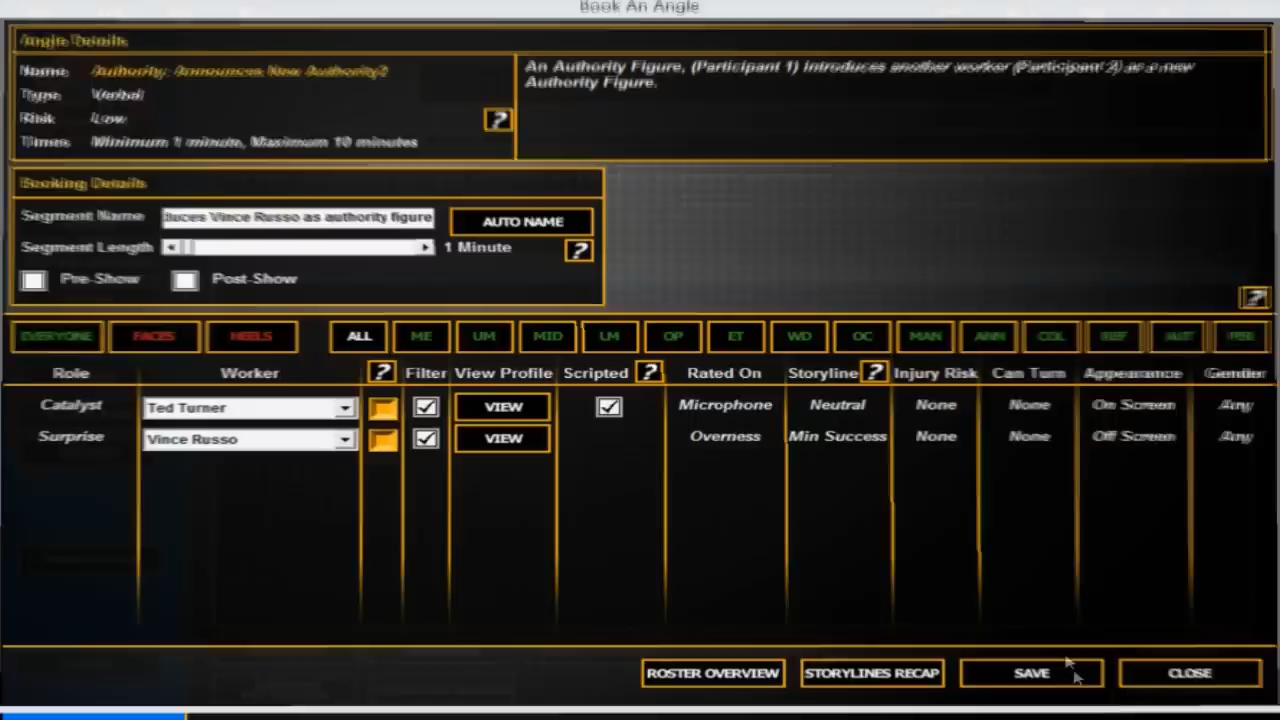 Book An Angle
Angle Details
Name Authority: Announces New Authority2
Type Verbal
Risk Low
Times Minimum 1 minute, Maximum 10 minutes
?
An Authority Figure, (Participant 1) introduces another worker (Participant 2) as a new
Authority Figure.
Booking Details
Segment Name duces Vince Russo as authority figure AUTO NAME
Segment Length 1 Minute ?
Pre-Show Post-Show
?
EVERYONE FACES HEELS ALL ME UM MID LM OP ET WD OC MAN ANN COL REF AUT PER
Role Worker ? Filter View Profile Scripted ? Rated On Storyline ? Injury Risk Can Turn Appearance Gender
Catalyst Ted Turner VIEW Microphone Neutral None None On Screen Any
Surprise Vince Russo VIEW Overness Min Success None None Off Screen Any
ROSTER OVERVIEW STORYLINES RECAP SAVE CLOSE